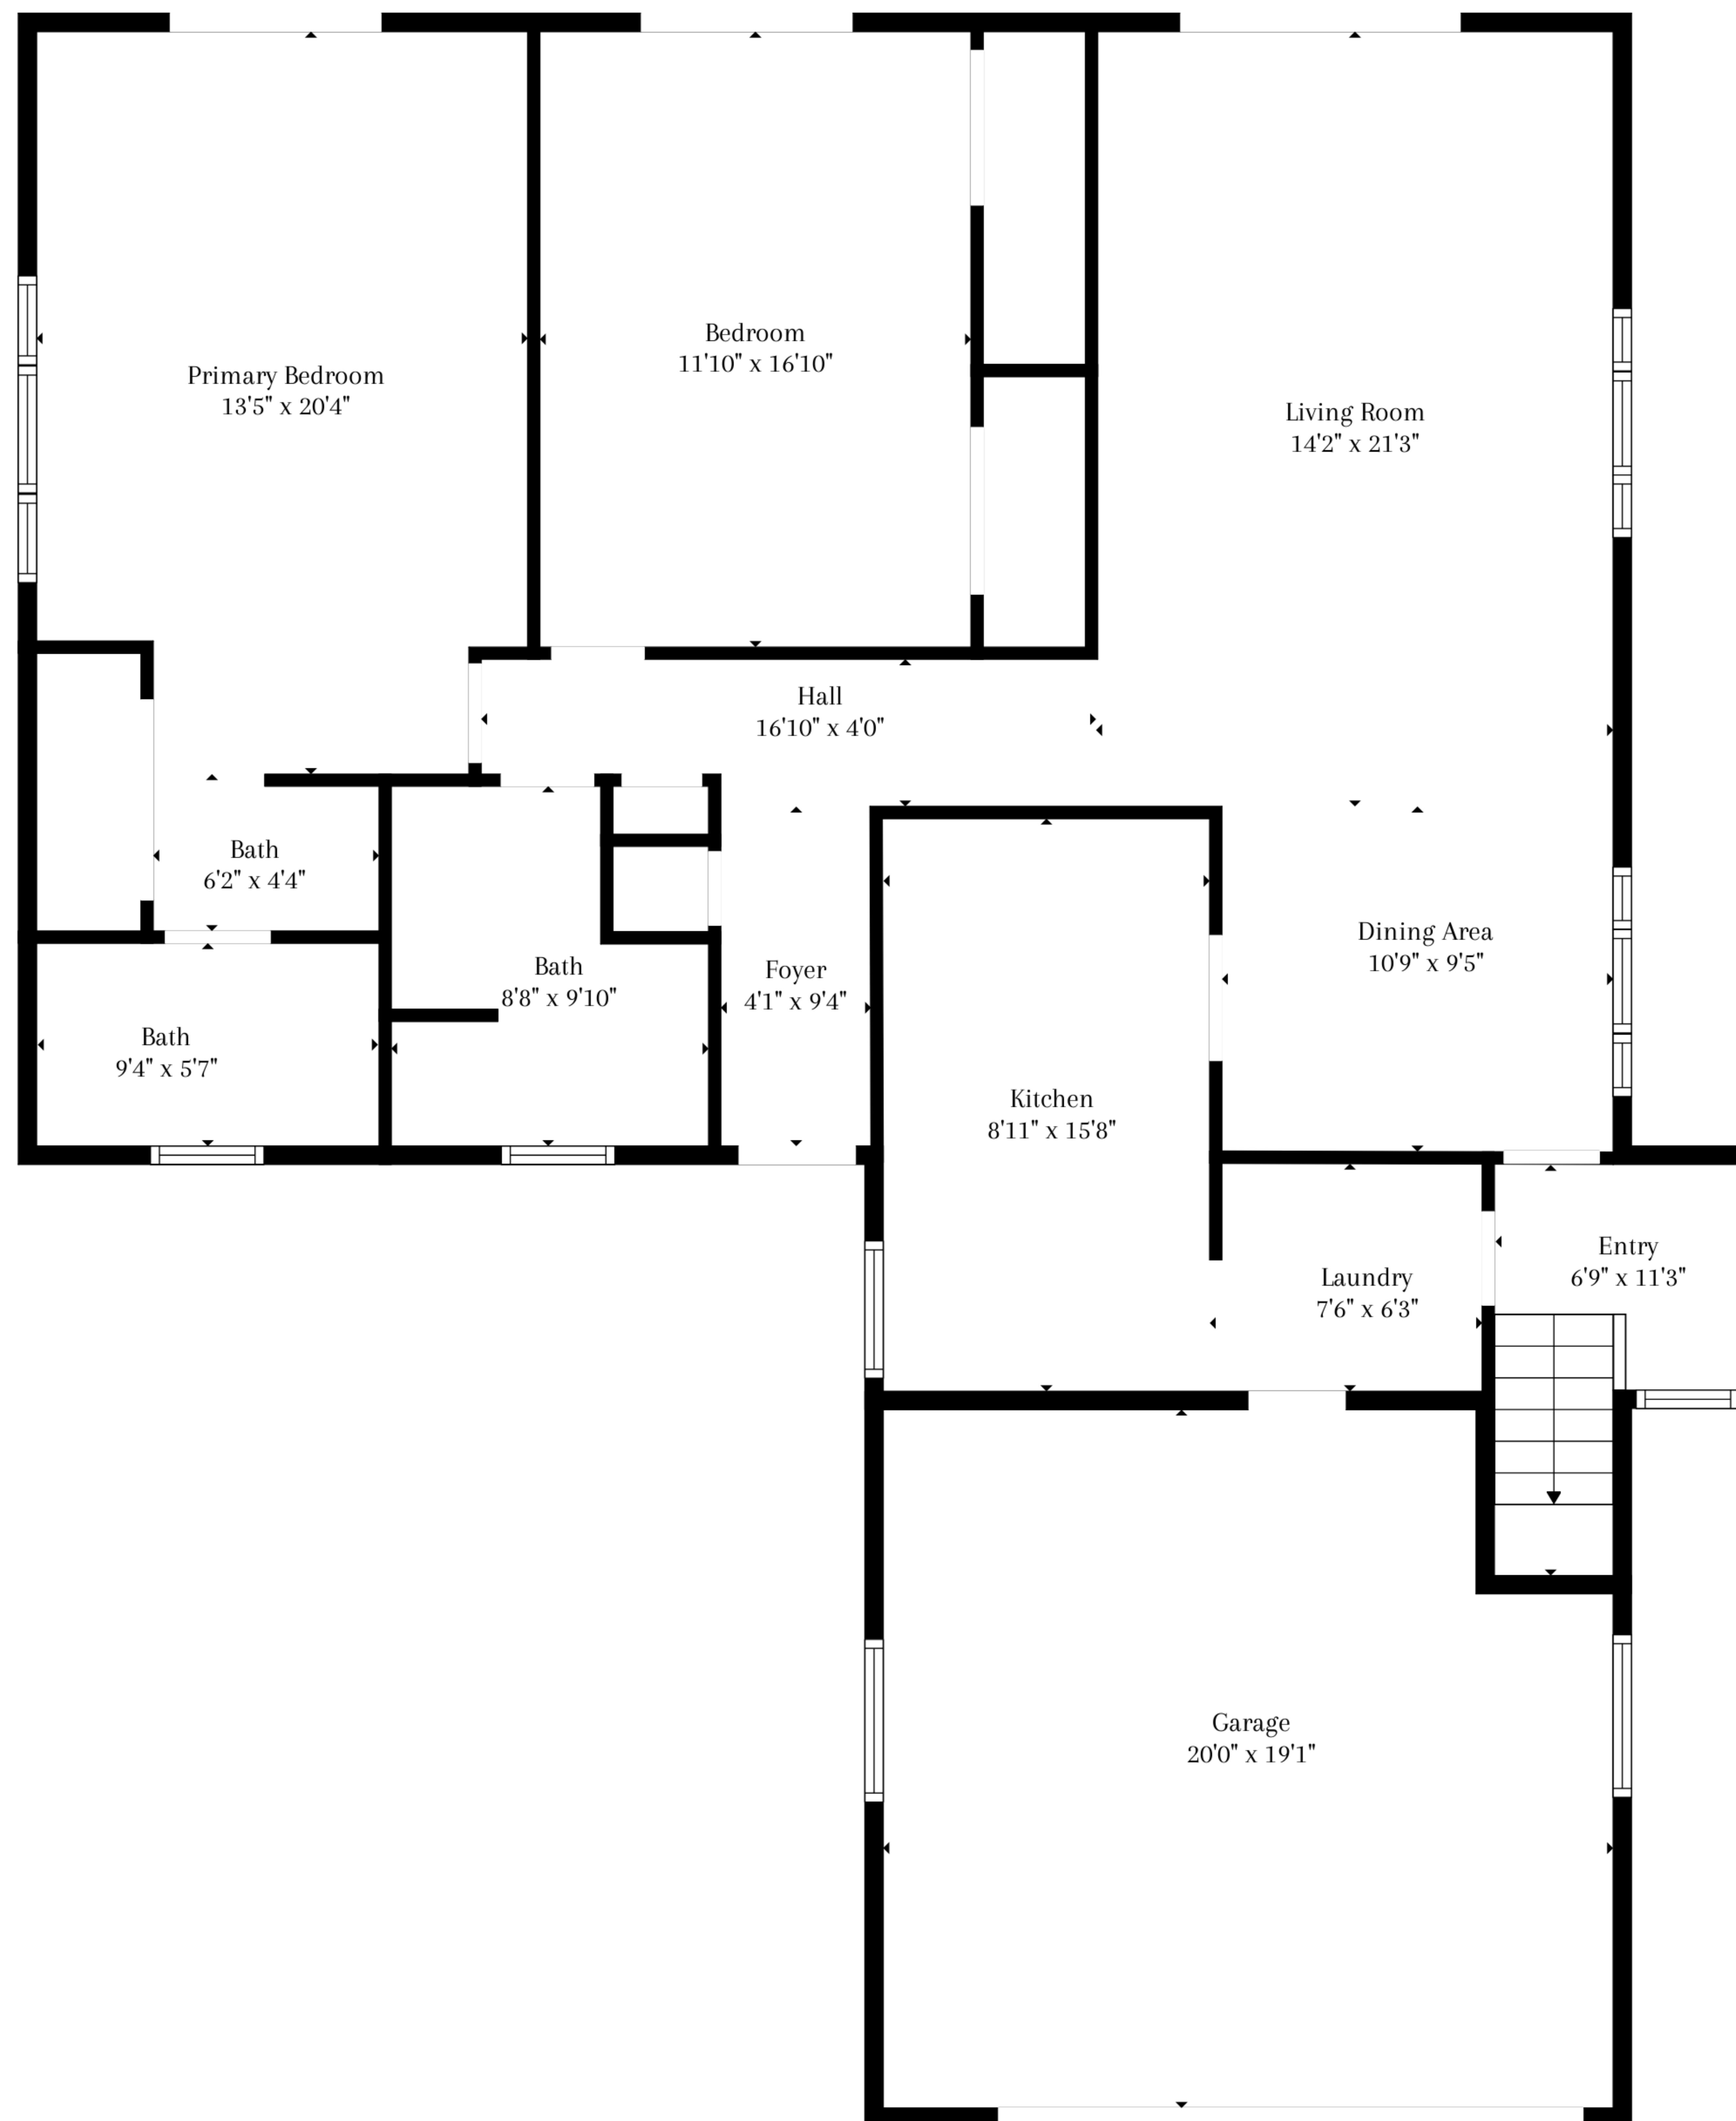 Bedroom
11'10" x 16'10"
Primary Bedroom
13'5" x 20'4"
Living Room
14'2" x 21'3"
Hall
16'10" x 4'0"
Bath
6'2" x 4'4"
Dining Area
10'9" x 9'5"
Bath
8'8" x 9'10"
Foyer
4'1" x 9'4"
Bath
9'4" x 5'7"
Kitchen
8'11" x 15'8"
Entry
6'9" x 11'3"
Laundry
7'6" x 6'3"
Garage
20'0" x 19'1"